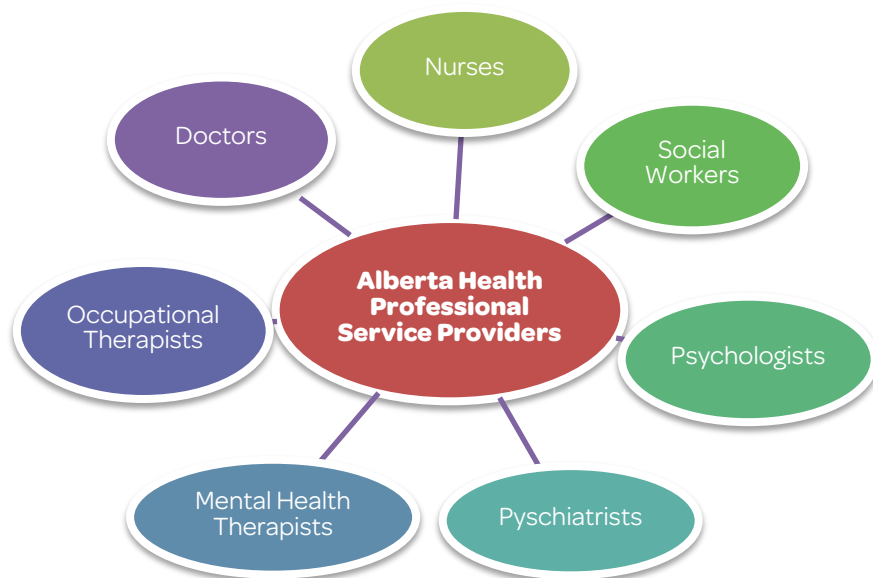 Nurses
Doctors
Social
Workers
Alberta Health
Professional
Service Providers
Occupational
Therapists
Psychologists
Mental Health
Therapists
Pyschiatrists